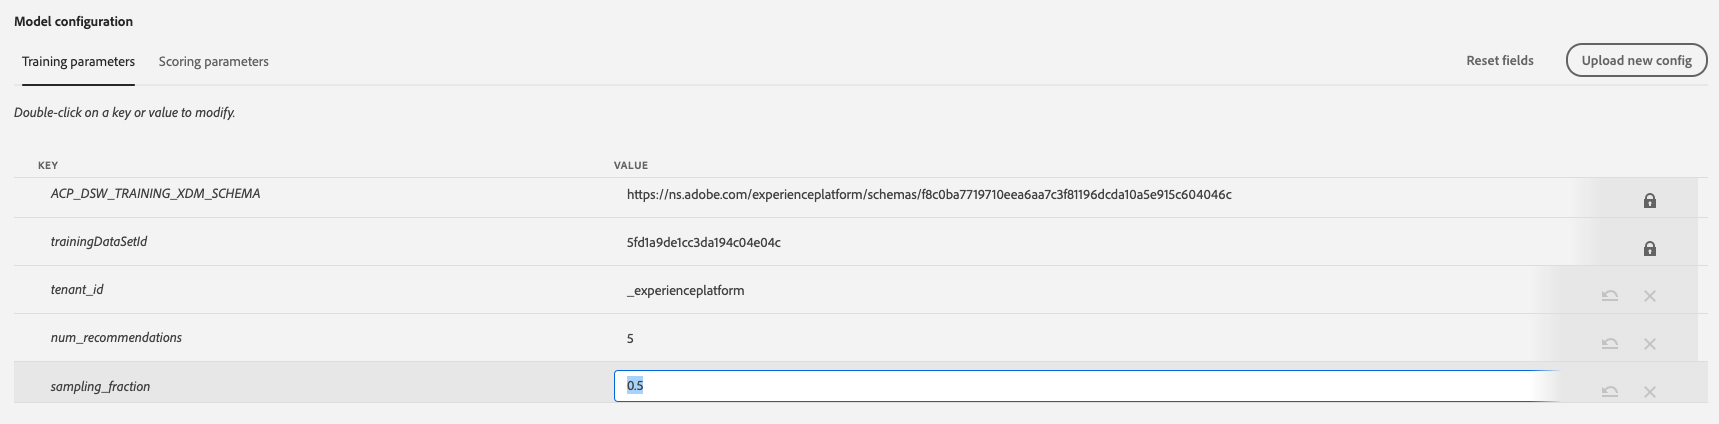 Model configuration
Training parameters Scoring parameters Reset fields Upload new config
Double-click on a key or value to modify.
KEY VALUE
ACP_DSW_TRAINING_XDM_SCHEMA https://ns.adobe.com/experienceplatform/schemas/f8c0ba7719710eea6aa7c3f81196dcda10a5e915c604046c
trainingDataSetId 5fd1a9de1cc3da194c04e04c
tenant_id _experienceplatform
num_recommendations 5
sampling_fraction 0.5